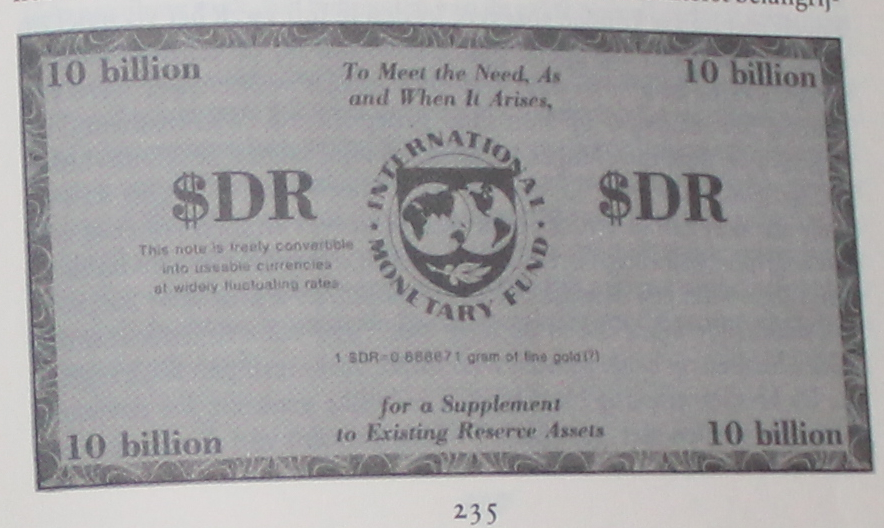 belangrij-
10 billion
To Meet the Need, As
and When It Arises,
10 billion
INTERNATIONAL
MONETARY FUND
$DR
$DR
This note is freely convertible
into useable currencies
at widely fluctuating rates
1 $DR=0.888671 gram of fine gold(?)
for a Supplement
to Existing Reserve Assets
10 billion
10 billion
235